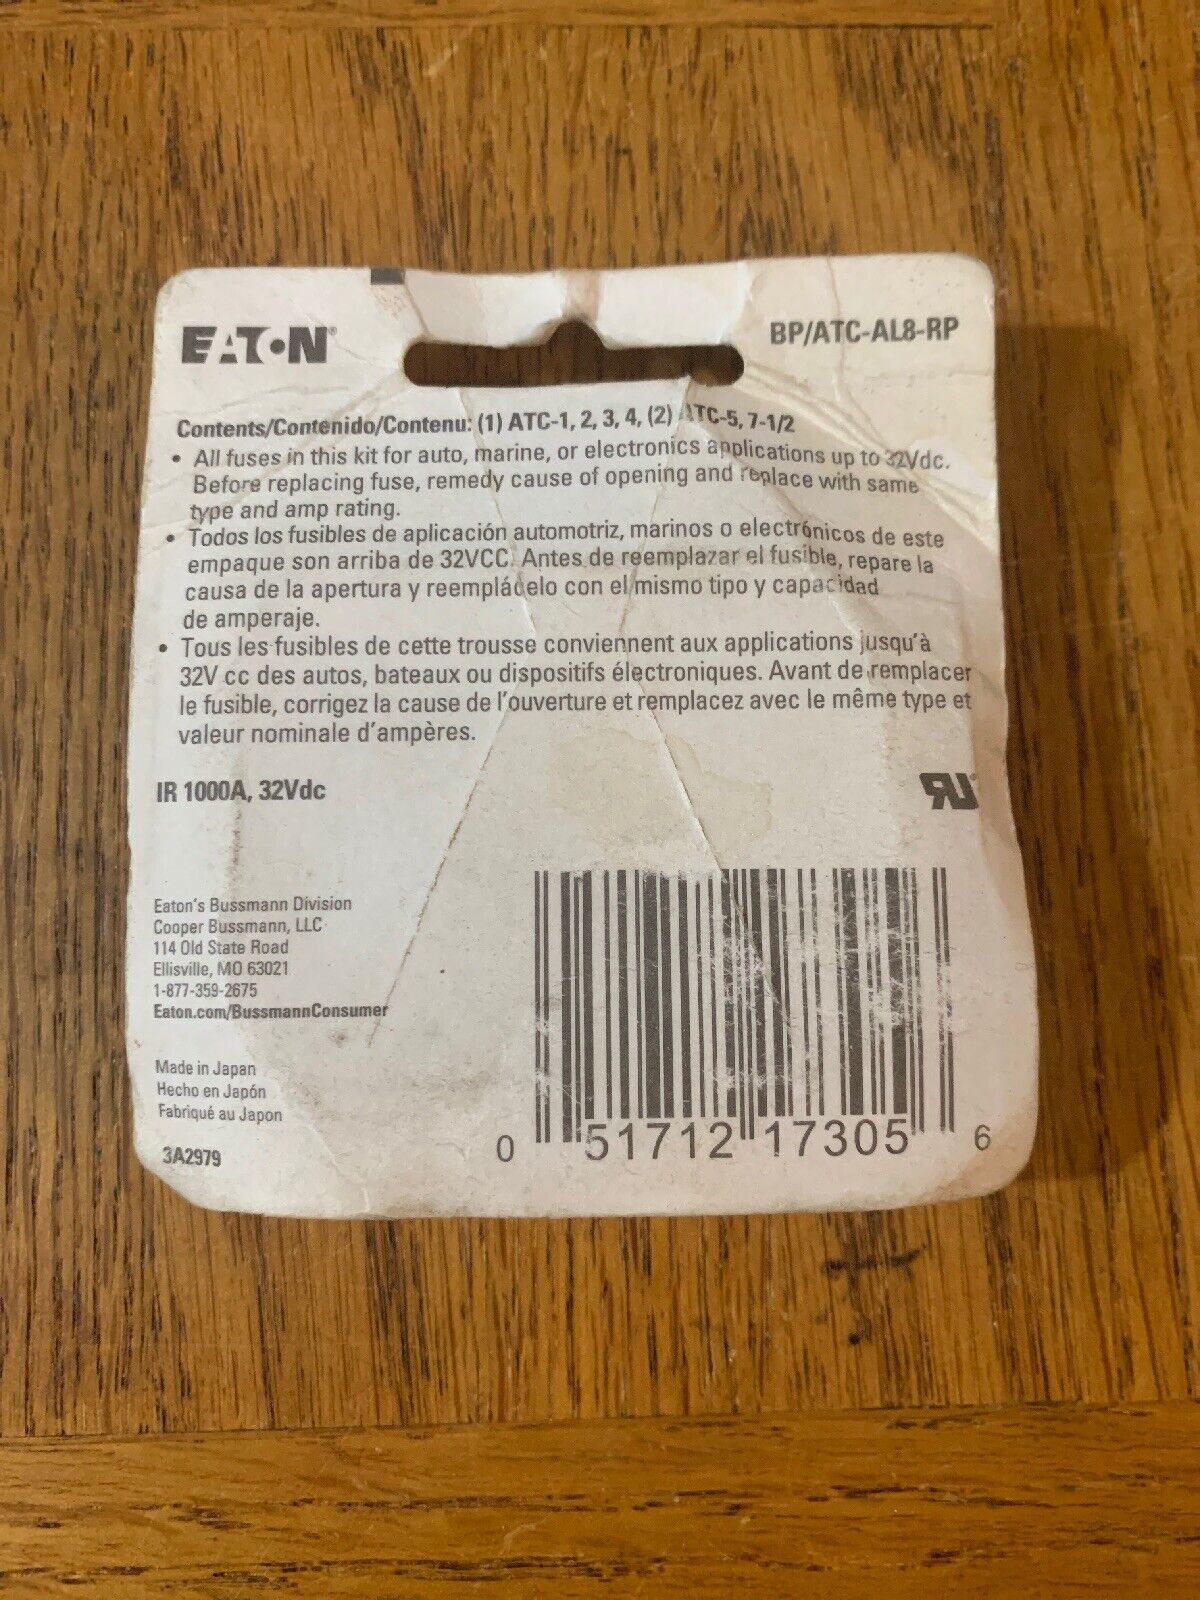 EATON®
BP/ATC-AL8-RP
Contents/Contenido/Contenu: (1) ATC-1, 2, 3, 4, (2) ATC-5, 7-1/2
• All fuses in this kit for auto, marine, or electronics applications up to 32Vdc.
Before replacing fuse, remedy cause of opening and replace with same
type and amp rating.
• Todos los fusibles de aplicación automotriz, marinos o electrónicos de este
empaque son arriba de 32VCC. Antes de reemplazar el fusible, repare la
causa de la apertura y reemplácelo con el mismo tipo y capacidad
de amperaje.
• Tous les fusibles de cette trousse conviennent aux applications jusqu'à
32V cc des autos, bateaux ou dispositifs électroniques. Avant de remplacer
le fusible, corrigez la cause de l'ouverture et remplacez avec le même type et
valeur nominale d'ampères.
IR 1000A, 32Vdc
Eaton's Bussmann Division
Cooper Bussmann, LLC
114 Old State Road
Ellisville, MO 63021
1-877-359-2675
Eaton.com/BussmannConsumer
Made in Japan
Hecho en Japón
Fabriqué au Japon
3A2979
0 51712 17305 6